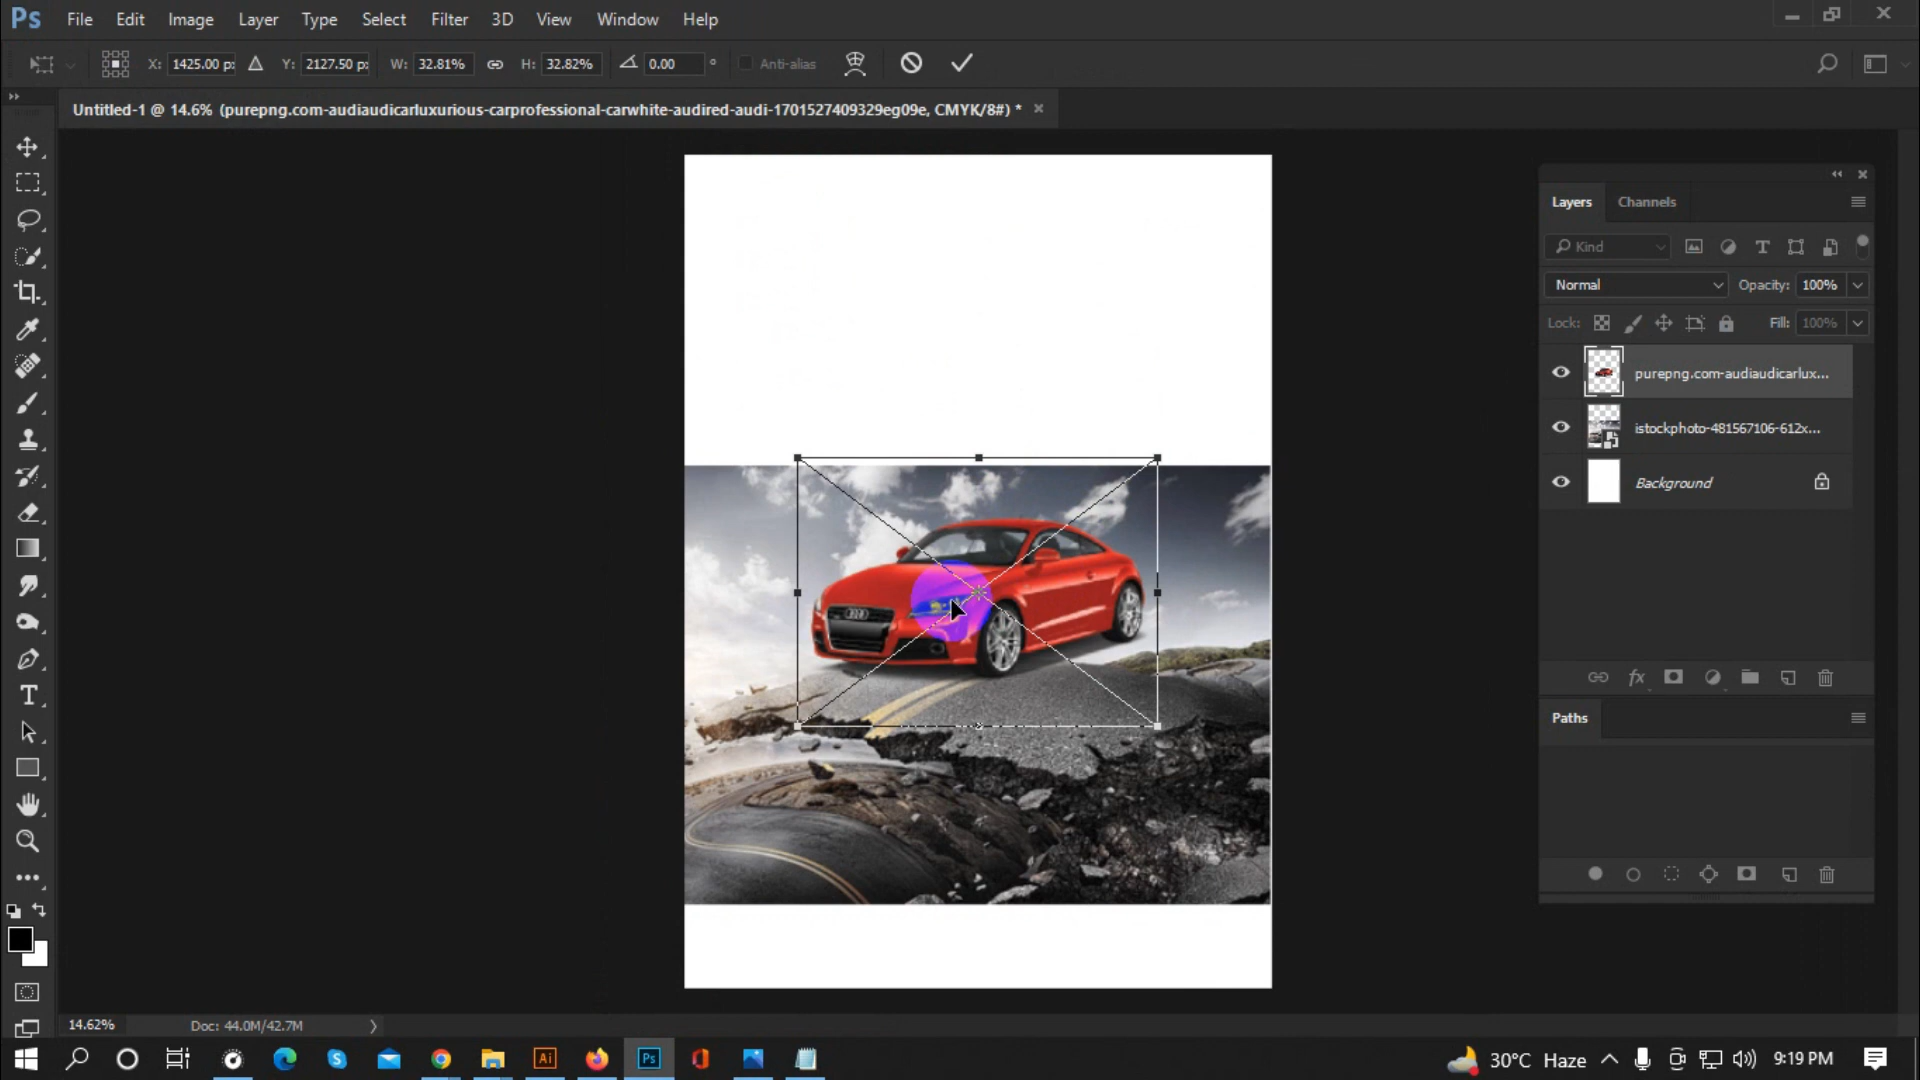 Ps File Edit Image Layer Type Select Filter 3D View Window Help
X: 1425.00 p: Y: 2127.50 p: W: 32.81% H: 32.82% 0.00 ° Anti-alias
Untitled-1 @ 14.6% (purepng.com-audiaudicarluxurious-carprofessional-carwhite-audired-audi-1701527409329eg09e, CMYK/8#) * ×
Layers Channels
Kind
Normal Opacity: 100%
Lock: Fill: 100%
purepng.com-audiaudicarlux...
istockphoto-481567106-612x...
Background
fx
Paths
14.62% Doc: 44.0M/42.7M
Ai Ps 30°C Haze 9:19 PM